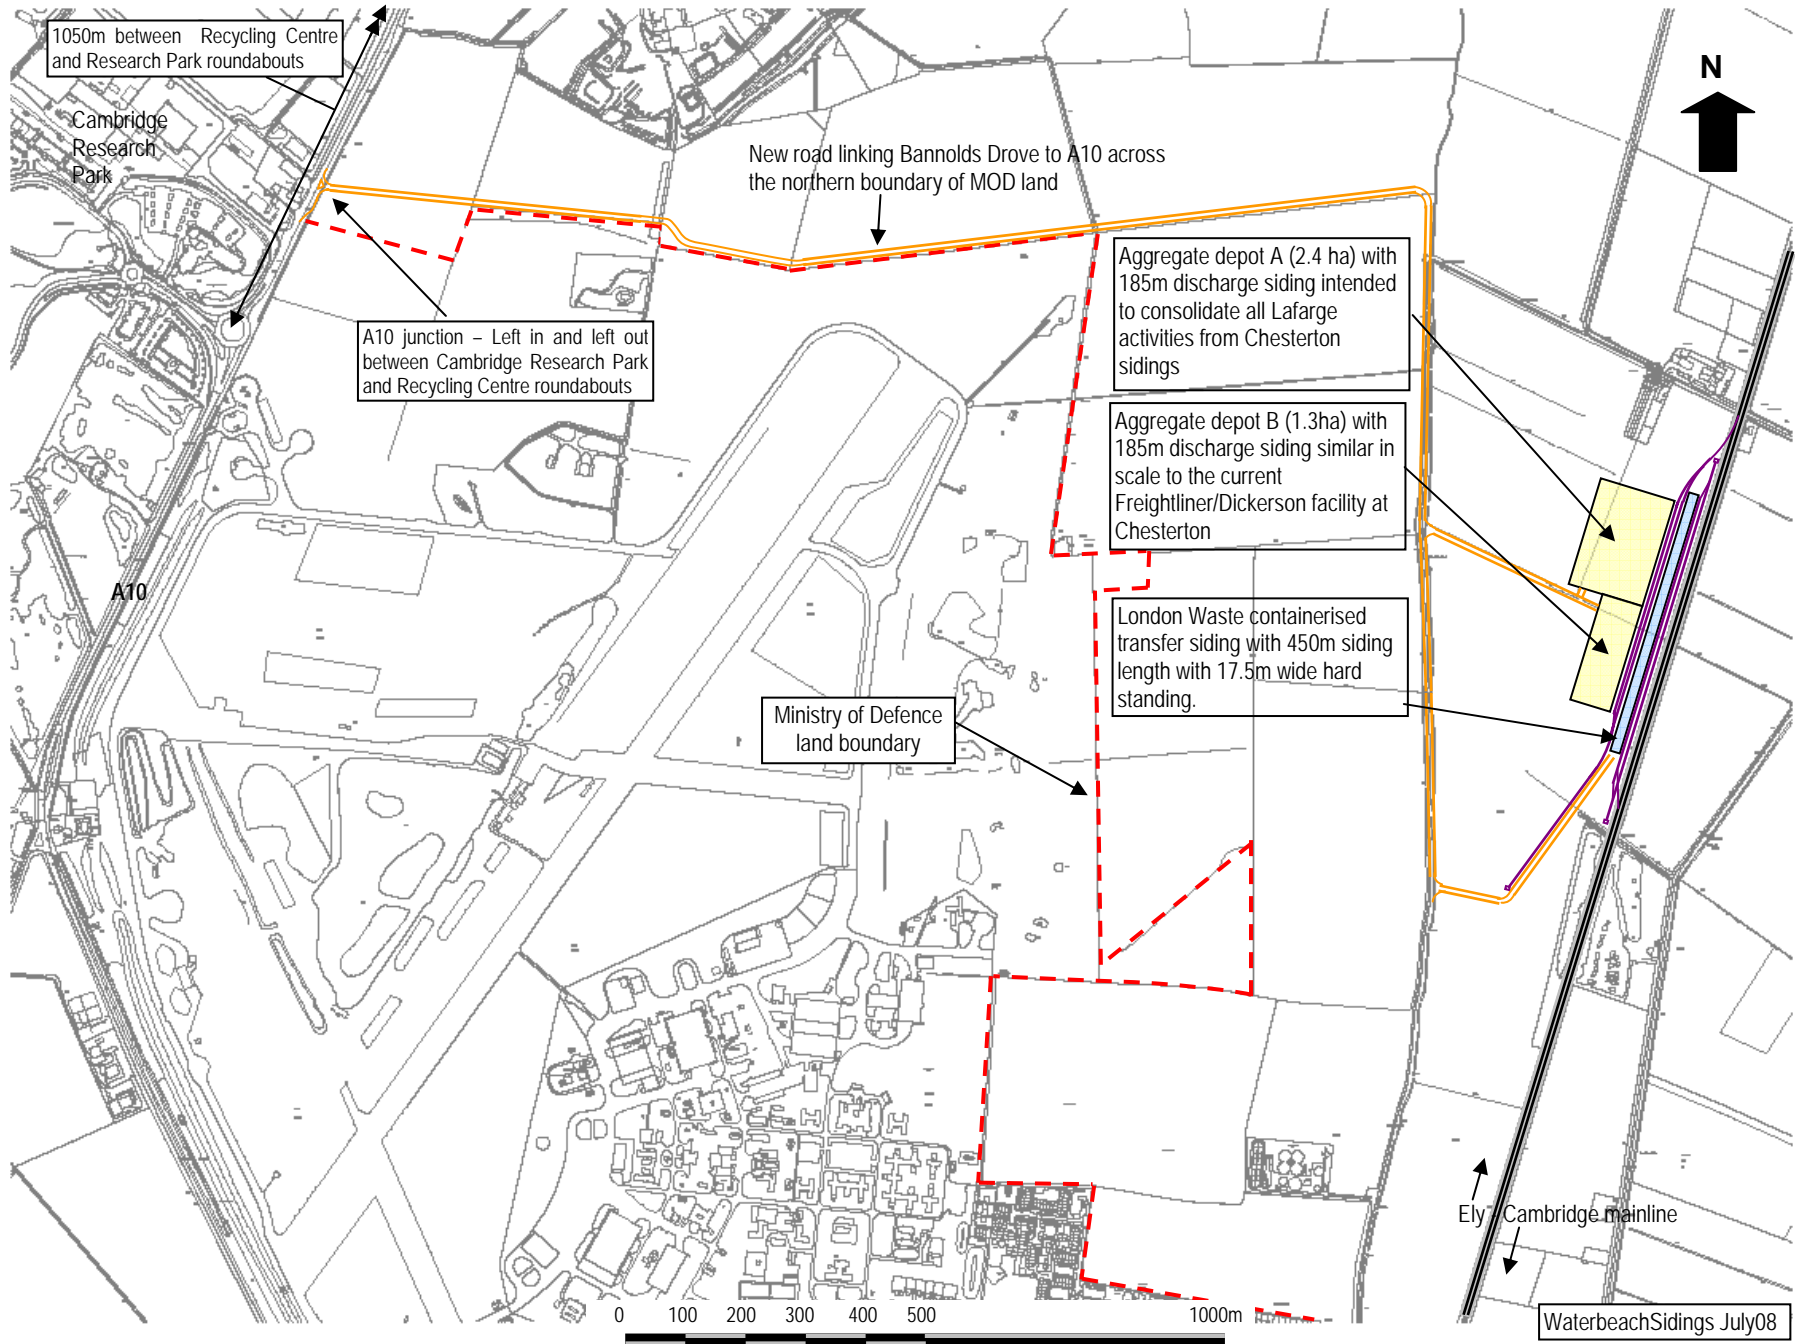 1050m between Recycling Centre
and Research Park roundabouts
Cambridge
Research
Park
N
New road linking Bannolds Drove to A10 across
the northern boundary of MOD land
A10 junction – Left in and left out
between Cambridge Research Park
and Recycling Centre roundabouts
Aggregate depot A (2.4 ha) with
185m discharge siding intended
to consolidate all Lafarge
activities from Chesterton
sidings
Aggregate depot B (1.3ha) with
185m discharge siding similar in
scale to the current
Freightliner/Dickerson facility at
Chesterton
A10
London Waste containerised
transfer siding with 450m siding
length with 17.5m wide hard
standing.
Ministry of Defence
land boundary
Ely Cambridge mainline
0 100 200 300 400 500 1000m
WaterbeachSidings July08